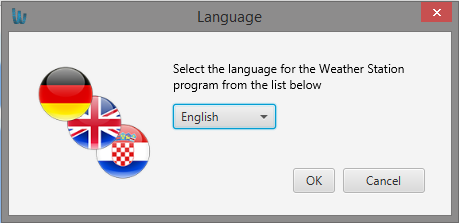 Language
Select the language for the Weather Station
program from the list below
English
OK
Cancel